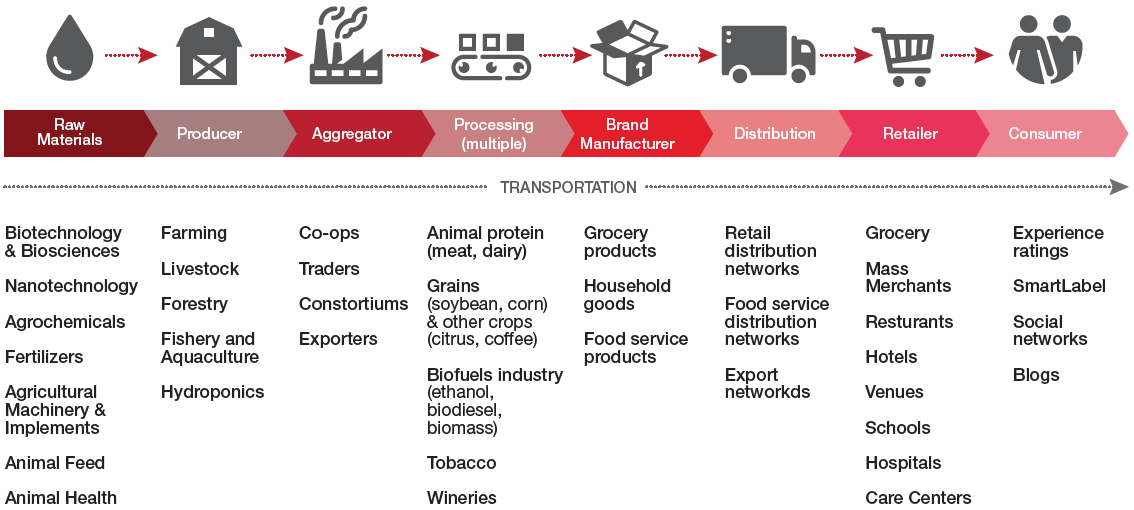 Raw
Materials
Producer
Aggregator
Processing
(multiple)
Brand
Manufacturer
Distribution
Retailer
Consumer
TRANSPORTATION
Biotechnology
& Biosciences
Nanotechnology
Agrochemicals
Fertilizers
Agricultural
Machinery &
Implements
Animal Feed
Animal Health
Farming
Livestock
Forestry
Fishery and
Aquaculture
Hydroponics
Co-ops
Traders
Constortiums
Exporters
Animal protein
(meat, dairy)
Grains
(soybean, corn)
& other crops
(citrus, coffee)
Biofuels industry
(ethanol,
biodiesel,
biomass)
Tobacco
Wineries
Grocery
products
Household
goods
Food service
products
Retail
distribution
networks
Food service
distribution
networks
Export
networkds
Grocery
Mass
Merchants
Resturants
Hotels
Venues
Schools
Hospitals
Care Centers
Experience
ratings
SmartLabel
Social
networks
Blogs